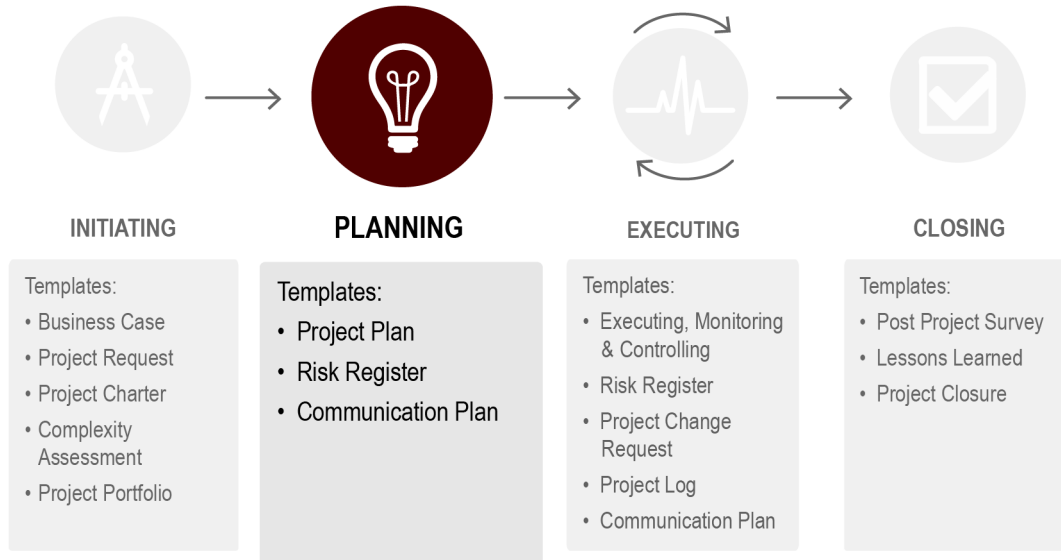 INITIATING
Templates:
• Business Case
• Project Request
• Project Charter
• Complexity
Assessment
• Project Portfolio
PLANNING
Templates:
• Project Plan
• Risk Register
• Communication Plan
EXECUTING
Templates:
• Executing, Monitoring
& Controlling
• Risk Register
• Project Change
Request
• Project Log
• Communication Plan
CLOSING
Templates:
• Post Project Survey
• Lessons Learned
• Project Closure